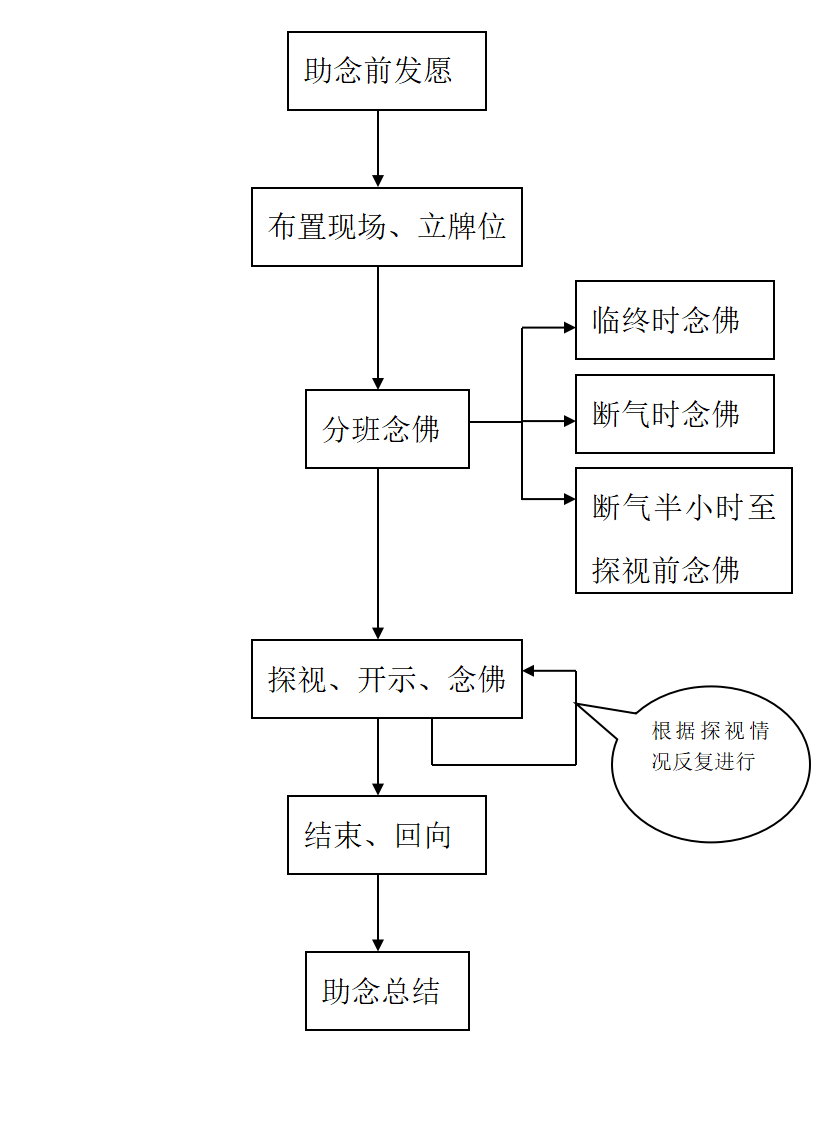 助念前发愿
布置现场、立牌位
临终时念佛
断气时念佛
分班念佛
断气半小时至
探视前念佛
探视、开示、念佛
根据探视情
况反复进行
结束、回向
助念总结